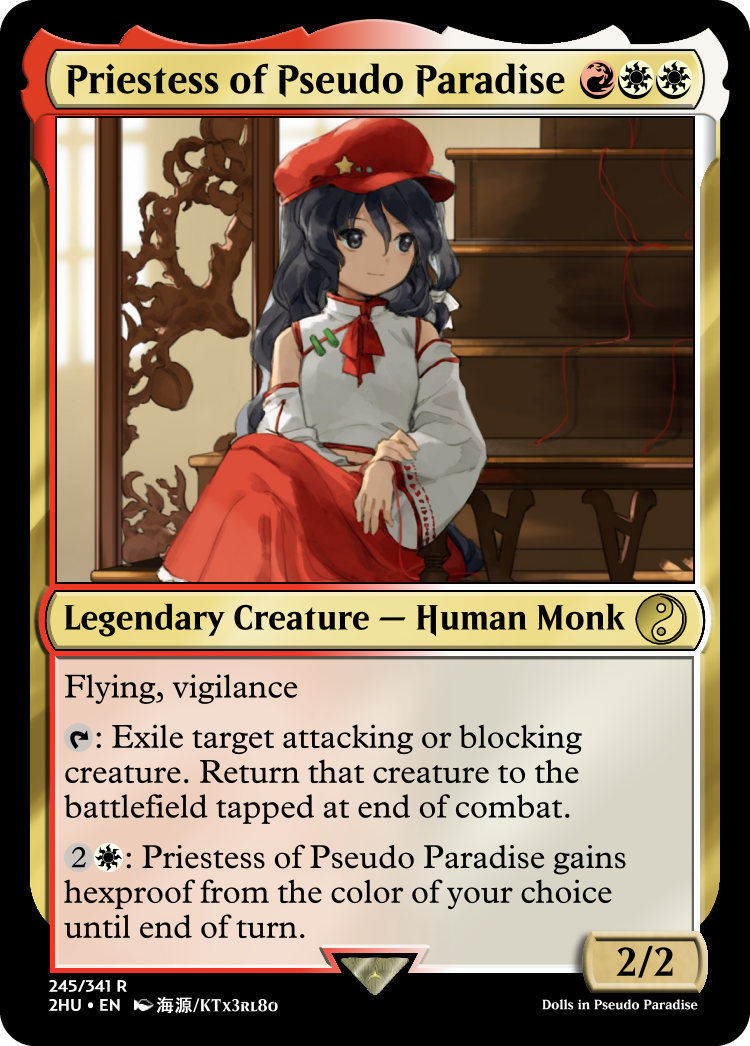 Priestess of Pseudo Paradise
Legendary Creature — Human Monk
Flying, vigilance
: Exile target attacking or blocking
creature. Return that creature to the
battlefield tapped at end of combat.
2: Priestess of Pseudo Paradise gains
hexproof from the color of your choice
until end of turn.
2/2
245/341 R
2HU • EN 海源/KTx3RL80
Dolls in Pseudo Paradise